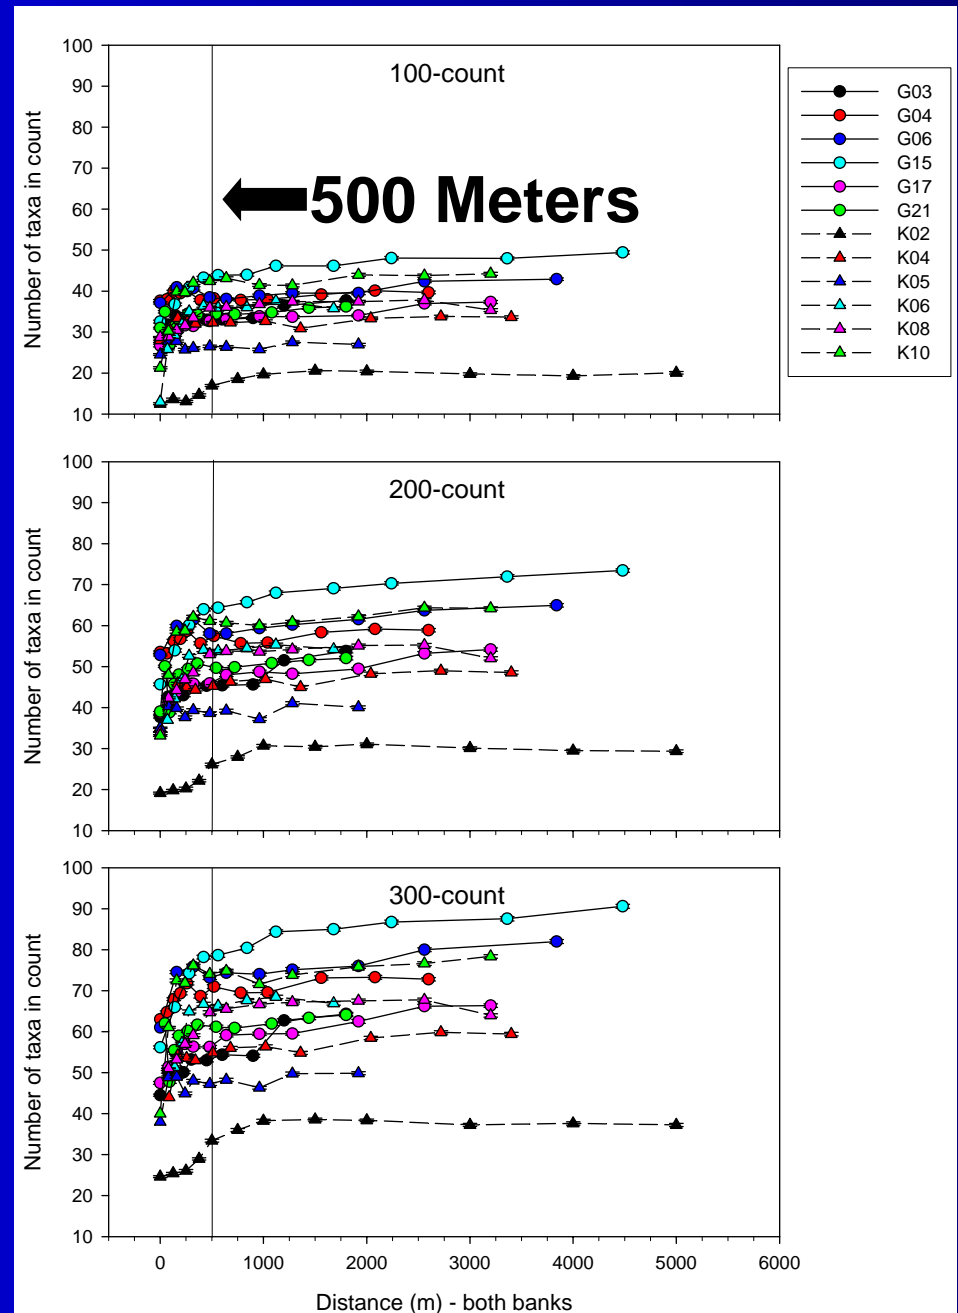 100-count
Number of taxa in count
100
90
80
70
60
50
40
30
20
10
500 Meters
G03
G04
G06
G15
G17
G21
K02
K04
K05
K06
K08
K10
200-count
Number of taxa in count
100
90
80
70
60
50
40
30
20
10
300-count
Number of taxa in count
100
90
80
70
60
50
40
30
20
10
0 1000 2000 3000 4000 5000 6000
Distance (m) - both banks